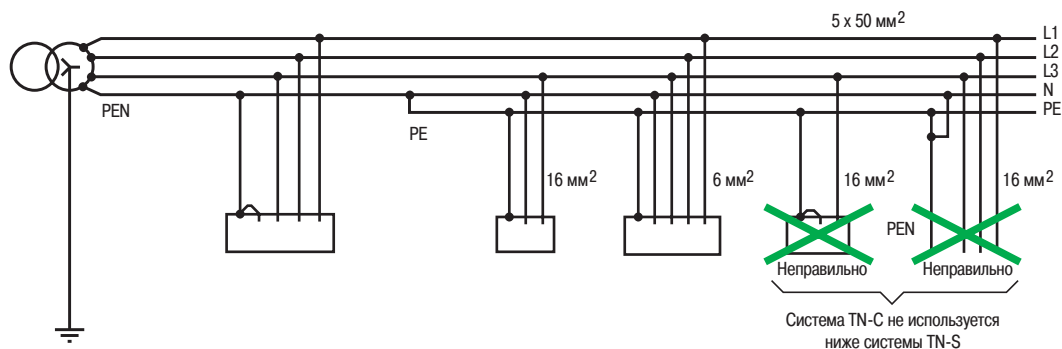 5 x 50 мм²
L1
L2
L3
N
PE
PEN
PE
16 мм²
6 мм²
16 мм²
16 мм²
PEN
Неправильно
Неправильно
Система TN-C не используется
ниже системы TN-S